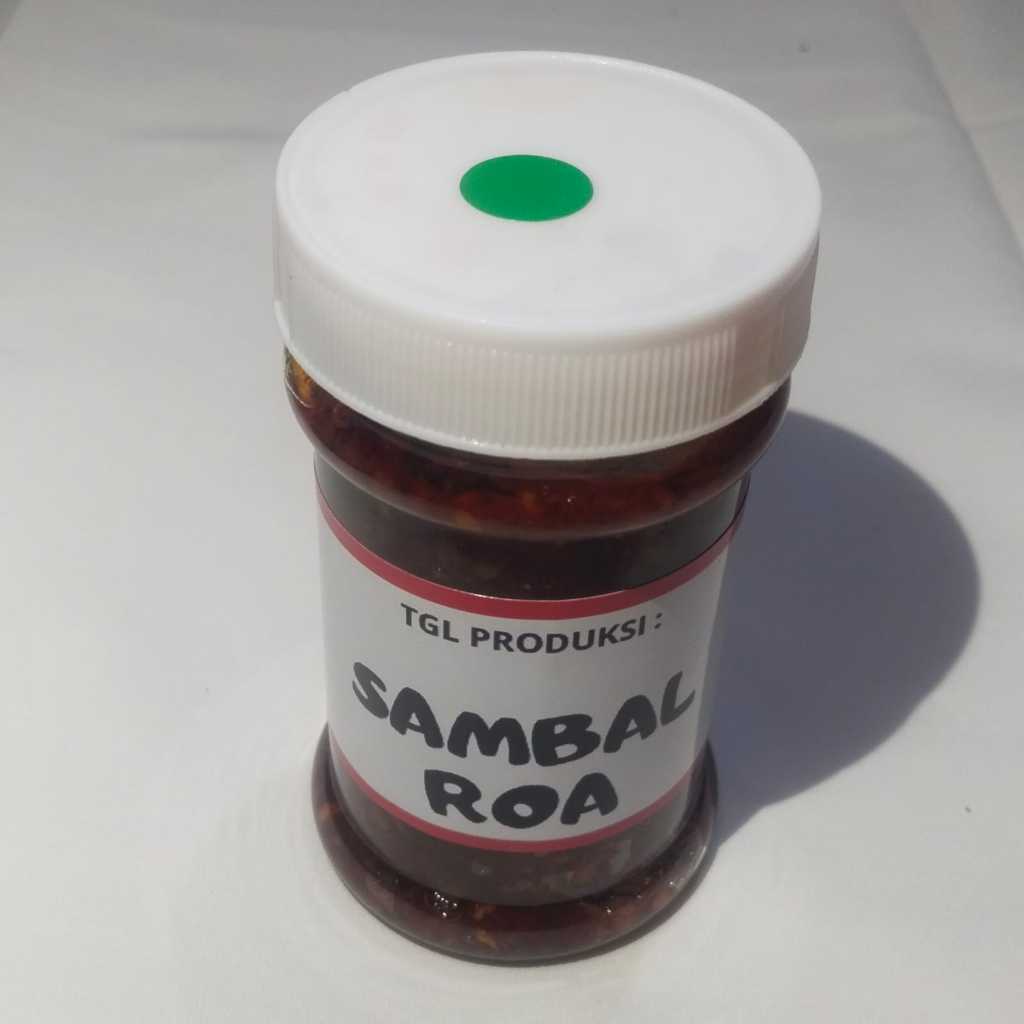 TGL PRODUKSI :
SAMBAL
ROA